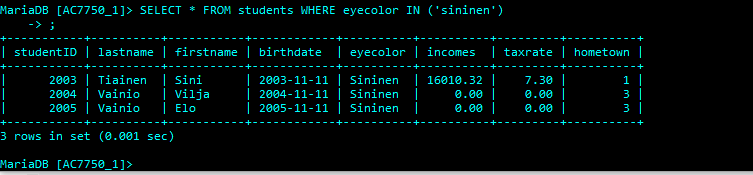 MariaDB [AC7750_1]> SELECT * FROM students WHERE eyecolor IN ('sininen')
    -> ;
+-----------+----------+-----------+------------+----------+----------+---------+----------+
| studentID | lastname | firstname | birthdate  | eyecolor | incomes  | taxrate | hometown |
+-----------+----------+-----------+------------+----------+----------+---------+----------+
|      2003 | Tiainen  | Sini      | 2003-11-11 | Sininen  | 16010.32 |    7.30 |        1 |
|      2004 | Vainio   | Vilja     | 2004-11-11 | Sininen  |     0.00 |    0.00 |        3 |
|      2005 | Vainio   | Elo       | 2005-11-11 | Sininen  |     0.00 |    0.00 |        3 |
+-----------+----------+-----------+------------+----------+----------+---------+----------+
3 rows in set (0.001 sec)
MariaDB [AC7750_1]>